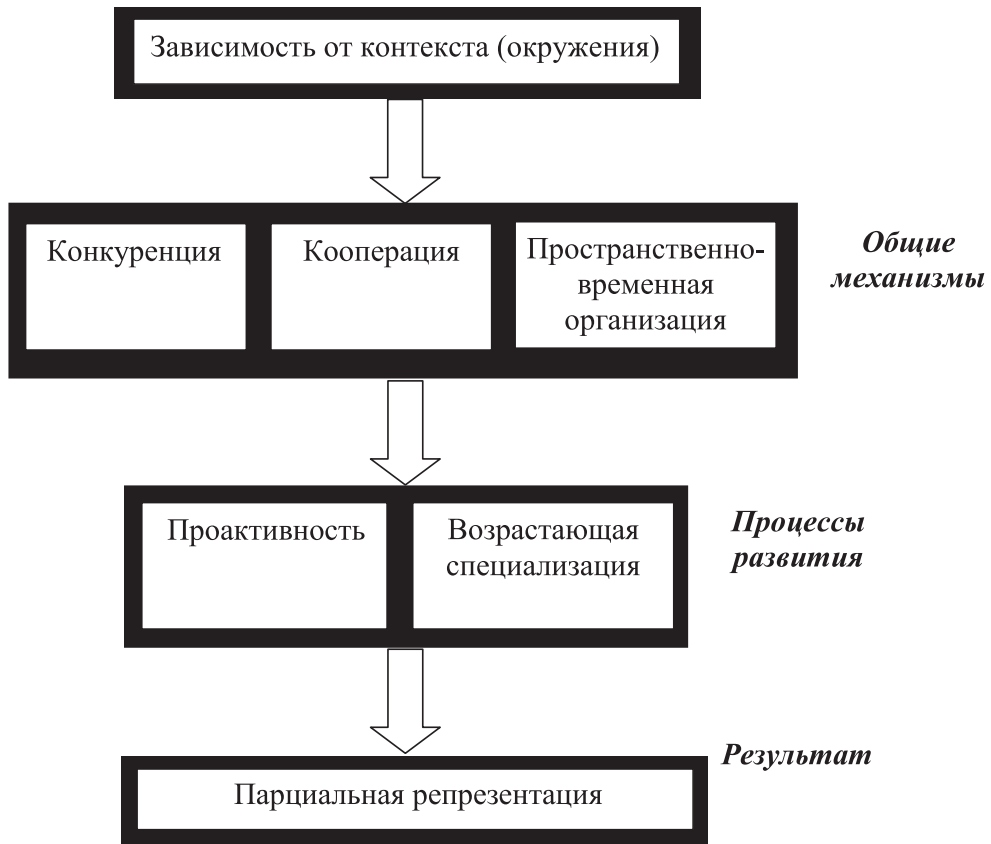 Зависимость от контекста (окружения)
Конкуренция
Кооперация
Пространственно-
временная
организация
Общие
механизмы
Проактивность
Возрастающая
специализация
Процессы
развития
Результат
Парциальная репрезентация